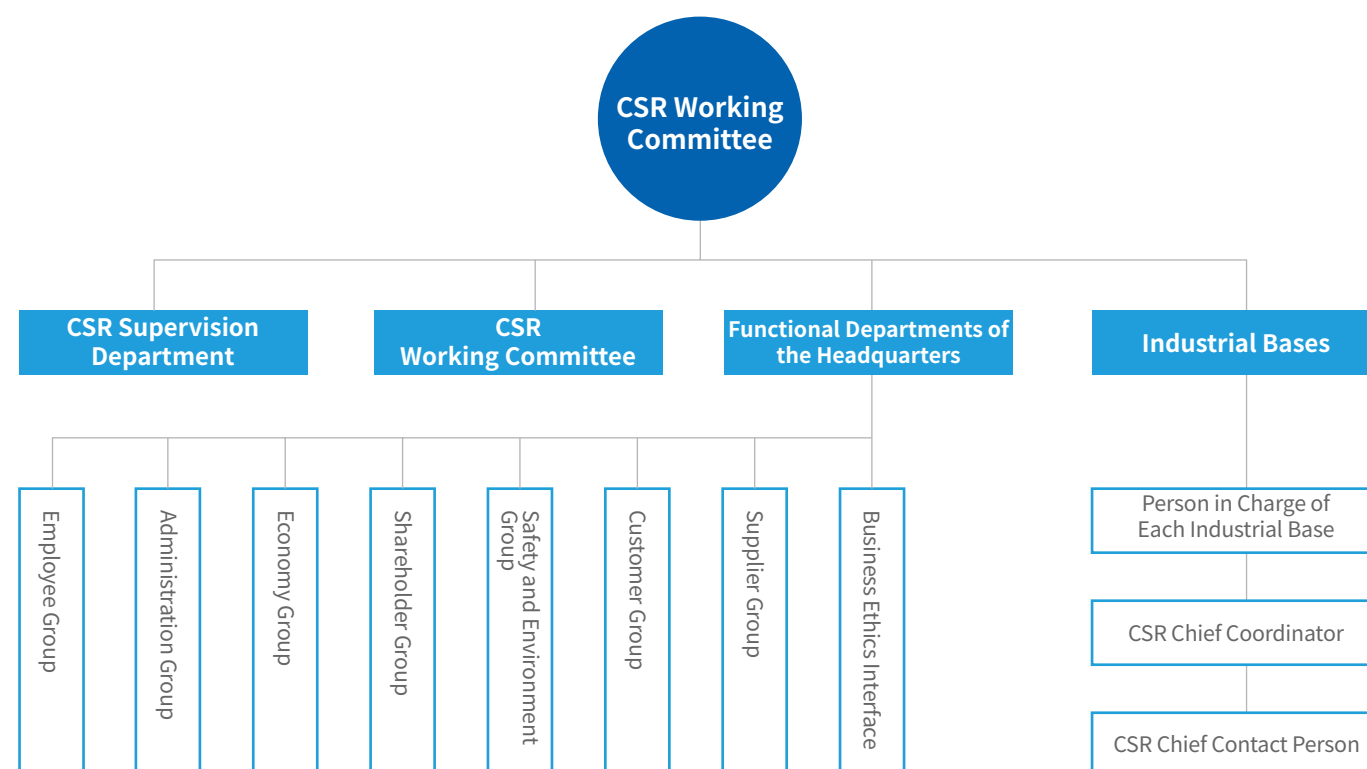 CSR Working
Committee
CSR Supervision
Department
CSR
Working Committee
Functional Departments of
the Headquarters
Industrial Bases
Employee Group
Administration Group
Economy Group
Shareholder Group
Safety and Environment
Group
Customer Group
Supplier Group
Business Ethics Interface
Person in Charge of
Each Industrial Base
CSR Chief Coordinator
CSR Chief Contact Person